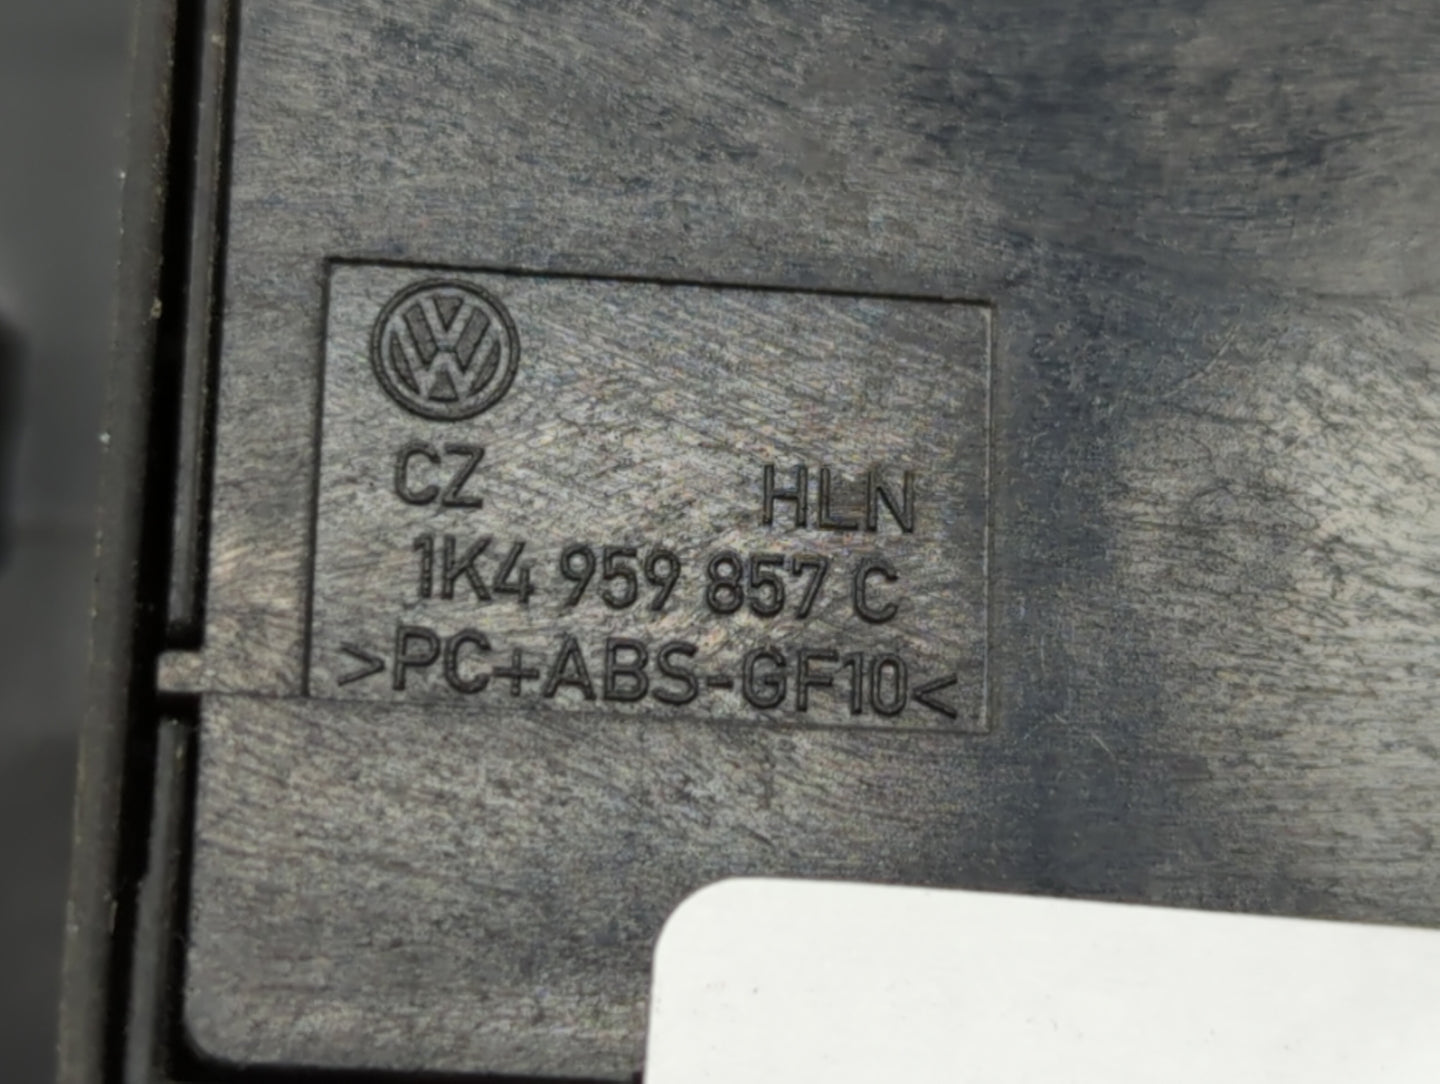 CZ HLN
1K4 959 857 C
>PC+ABS-GF10<